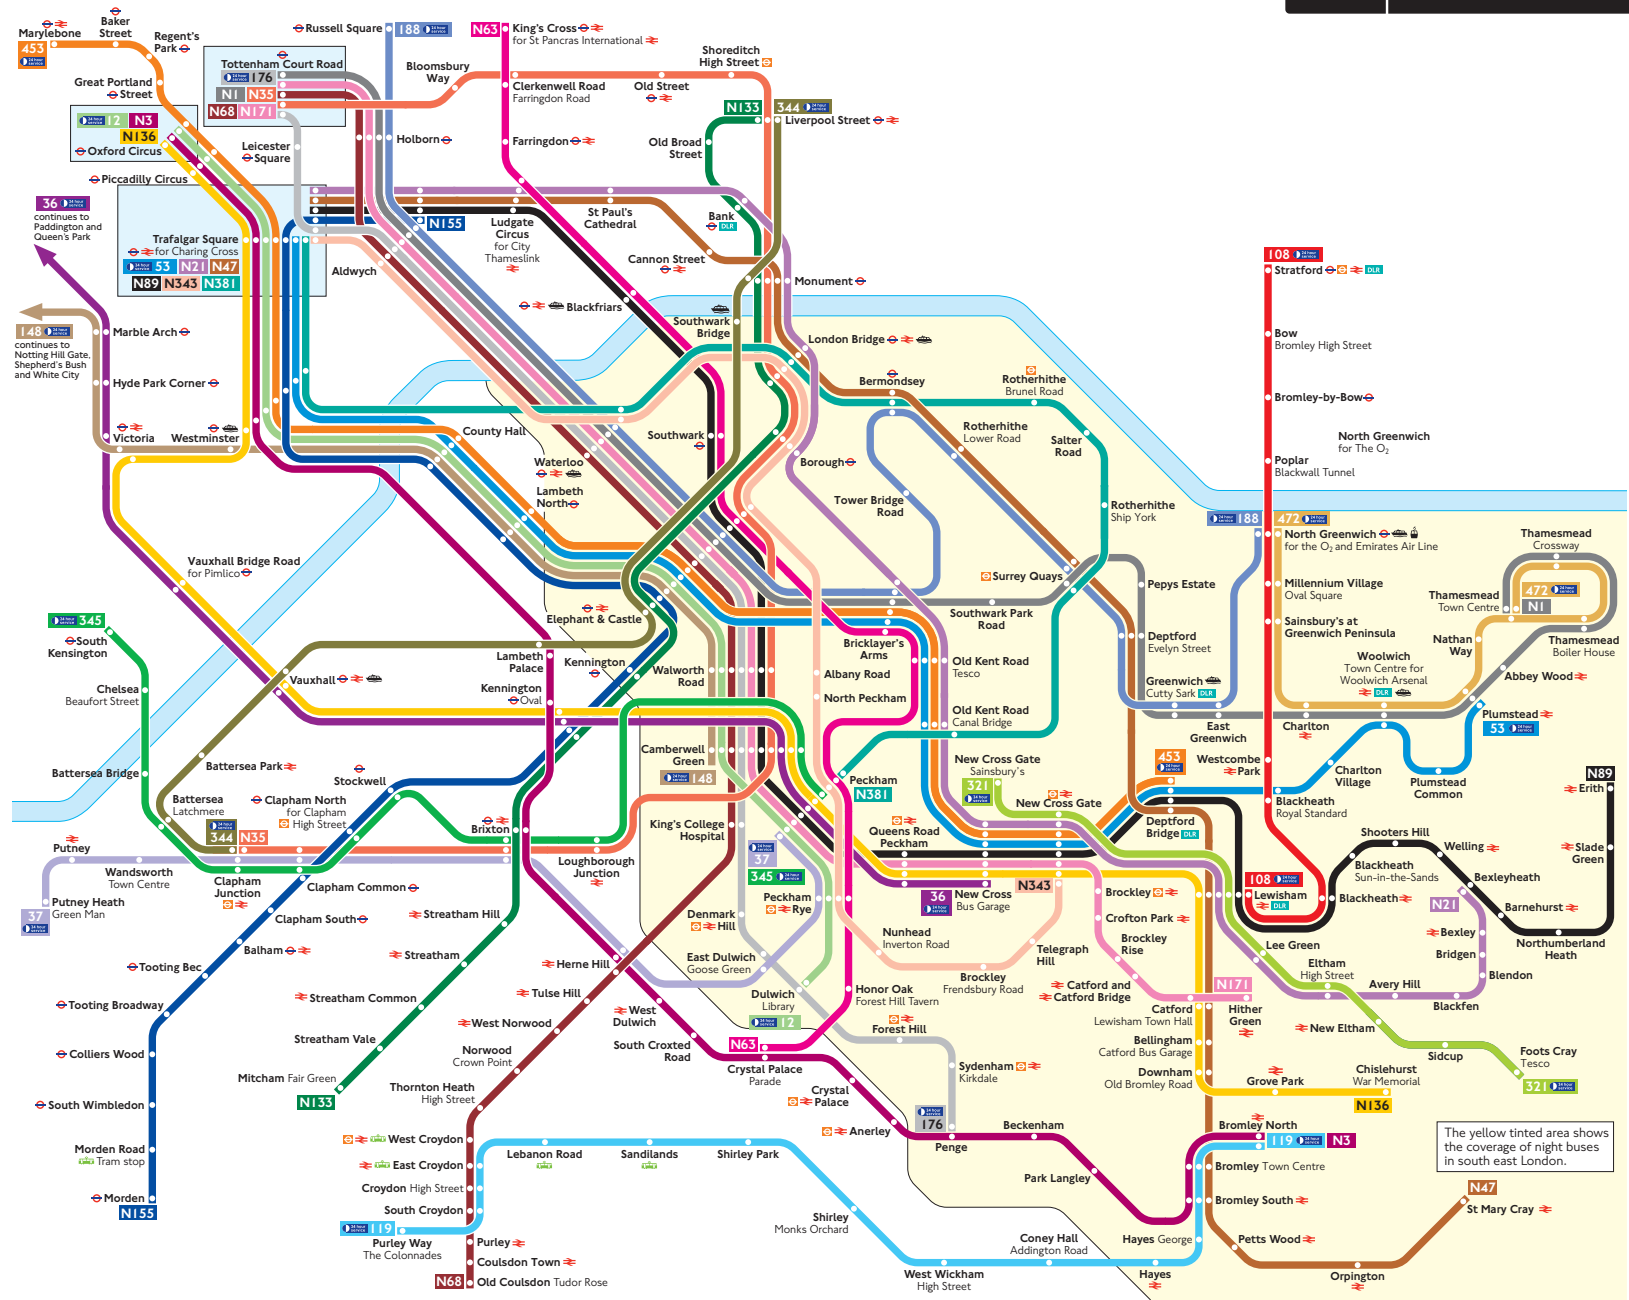 Marylebone
453
24 hour service
Baker
Street
Regent's
Park
Great Portland
Street
12
N3
N136
Oxford Circus
Piccadilly Circus
Tottenham Court Road
176
N1
N35
N68
N171
Leicester
Square
Russell Square
188
N63
King's Cross
for St Pancras International
Bloomsbury
Way
Clerkenwell Road
Farringdon Road
Old Street
Shoreditch
High Street
N133
344
Liverpool Street
Old Broad
Street
Holborn
Farringdon
36
continues to
Paddington and
Queen's Park
Trafalgar Square
for Charing Cross
53
N21
N47
N89
N343
N381
N155
Aldwych
Ludgate
Circus
for City
Thameslink
St Paul's
Cathedral
Bank
DLR
Cannon Street
Monument
Blackfriars
Southwark
Bridge
London Bridge
148
continues to
Notting Hill Gate,
Shepherd's Bush
and White City
Marble Arch
Hyde Park Corner
Victoria
Westminster
County Hall
Waterloo
Lambeth
North
Southwark
Borough
Bermondsey
Rotherhithe
Brunel Road
Rotherhithe
Lower Road
Salter
Road
Tower Bridge
Road
Rotherhithe
Ship York
108
Stratford
DLR
Bow
Bromley High Street
Bromley-by-Bow
North Greenwich
for The O2
Poplar
Blackwall Tunnel
188
472
North Greenwich
for the O2 and Emirates Air Line
Millennium Village
Oval Square
Sainsbury's at
Greenwich Peninsula
Thamesmead
Crossway
472
N1
Thamesmead
Town Centre
Nathan
Way
Thamesmead
Boiler House
Woolwich
Town Centre for
Woolwich Arsenal
DLR
Abbey Wood
Plumstead
53
Vauxhall Bridge Road
for Pimlico
Elephant & Castle
Surrey Quays
Pepys Estate
Southwark Park
Road
Deptford
Evelyn Street
Greenwich
Cutty Sark DLR
East
Greenwich
Charlton
345
South
Kensington
Chelsea
Beaufort Street
Battersea Bridge
Vauxhall
Battersea Park
Lambeth
Palace
Kennington
Kennington
Oval
Walworth
Road
Bricklayer's
Arms
Albany Road
North Peckham
Old Kent Road
Tesco
Old Kent Road
Canal Bridge
Camberwell
Green
148
Peckham
N381
New Cross Gate
Sainsbury's
321
New Cross Gate
453
Deptford
Bridge DLR
Westcombe
Park
Blackheath
Royal Standard
Charlton
Village
Plumstead
Common
N89
Erith
Stockwell
Battersea
Latchmere
344
N35
Clapham North
for Clapham
High Street
Brixton
King's College
Hospital
37
345
Queens Road
Peckham
Shooters Hill
Welling
Slade
Green
Putney
Wandsworth
Town Centre
Clapham
Junction
Clapham Common
Loughborough
Junction
Putney Heath
Green Man
37
Peckham
Rye
36
New Cross
Bus Garage
N343
Brockley
108
Lewisham
DLR
Blackheath
Blackheath
Sun-in-the-Sands
Bexleyheath
N21
Barnehurst
Clapham South
Streatham Hill
Denmark
Hill
Nunhead
Inverton Road
Crofton Park
Brockley
Rise
Lee Green
Bexley
Northumberland
Heath
Balham
Streatham
Herne Hill
East Dulwich
Goose Green
Brockley
Frendsbury Road
Telegraph
Hill
Eltham
High Street
Bridgen
Tooting Bec
Tulse Hill
Blendon
Tooting Broadway
Streatham Common
West
Dulwich
Dulwich
Library
12
Honor Oak
Forest Hill Tavern
Catford and
Catford Bridge
N171
Avery Hill
Blackfen
West Norwood
Forest Hill
Catford
Lewisham Town Hall
Hither
Green
New Eltham
Colliers Wood
Streatham Vale
Norwood
Crown Point
South Croxted
Road
N63
Crystal Palace
Parade
Bellingham
Catford Bus Garage
Sidcup
Foots Cray
Tesco
321
Mitcham Fair Green
N133
Thornton Heath
High Street
Crystal
Palace
Sydenham
Kirkdale
Downham
Old Bromley Road
Grove Park
Chislehurst
War Memorial
N136
South Wimbledon
West Croydon
Anerley
176
Penge
Beckenham
Bromley North
119
N3
The yellow tinted area shows
the coverage of night buses
in south east London.
Morden Road
Tram stop
East Croydon
Lebanon Road
Sandilands
Shirley Park
Park Langley
Bromley Town Centre
Croydon High Street
Morden
N155
South Croydon
119
Purley Way
The Colonnades
Shirley
Monks Orchard
Bromley South
N47
St Mary Cray
Purley
Coulsdon Town
N68
Old Coulsdon Tudor Rose
Coney Hall
Addington Road
Hayes George
Petts Wood
West Wickham
High Street
Hayes
Orpington